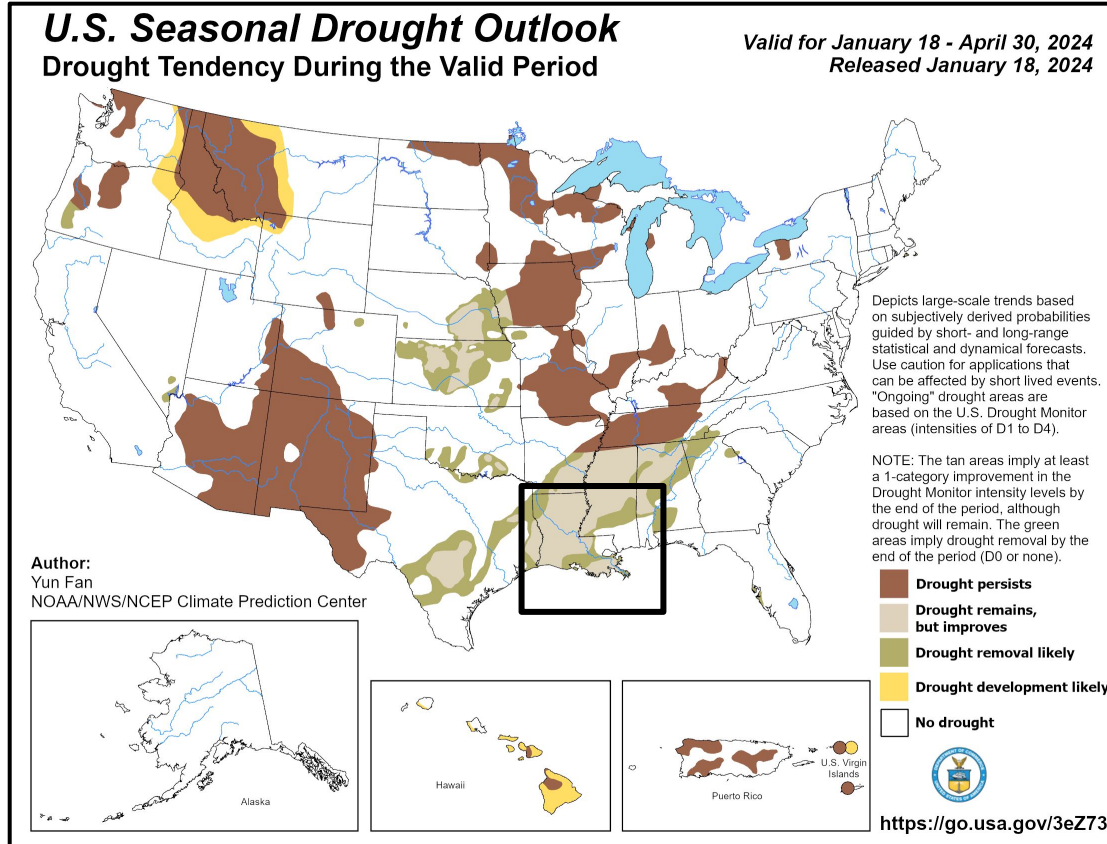 U.S. Seasonal Drought Outlook
Drought Tendency During the Valid Period
Valid for January 18 - April 30, 2024
Released January 18, 2024
Depicts large-scale trends based
on subjectively derived probabilities
guided by short- and long-range
statistical and dynamical forecasts.
Use caution for applications that
can be affected by short lived events.
"Ongoing" drought areas are
based on the U.S. Drought Monitor
areas (intensities of D1 to D4).
NOTE: The tan areas imply at least
a 1-category improvement in the
Drought Monitor intensity levels by
the end of the period, although
drought will remain. The green
areas imply drought removal by the
end of the period (D0 or none).
Author:
Yun Fan
NOAA/NWS/NCEP Climate Prediction Center
Drought persists
Drought remains,
but improves
Drought removal likely
Drought development likely
No drought
Alaska
Hawaii
Puerto Rico
U.S. Virgin
Islands
https://go.usa.gov/3eZ73